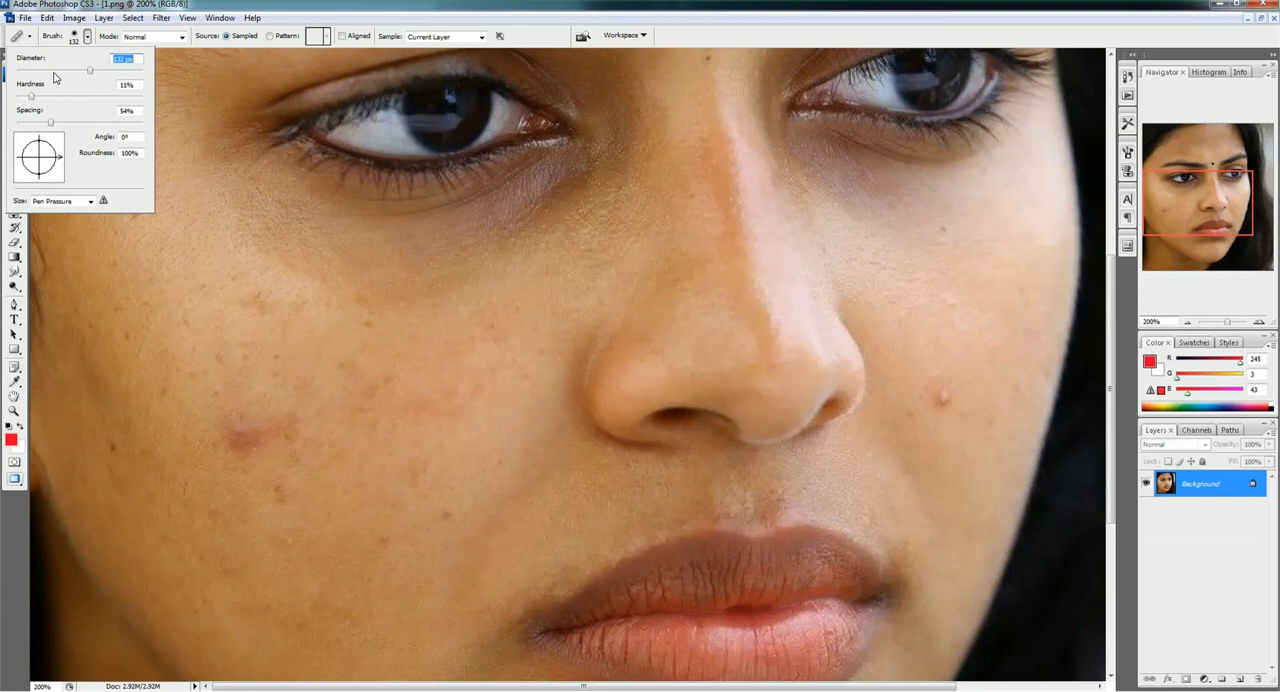 Adobe Photoshop CS3 - [1.png @ 200% (RGB/8)]
File Edit Image Layer Select Filter View Window Help
Brush: 132 Mode: Normal Source: Sampled Pattern: Aligned Sample: Current Layer Workspace
Diameter: 132 px
Hardness 11%
Spacing: 54%
Angle: 0°
Roundness: 100%
Size: Pen Pressure
Navigator × Histogram Info
200%
Color × Swatches Styles
R 245
G 3
B 43
Layers × Channels Paths
Normal Opacity: 100%
Lock: Fill: 100%
Background
200% Doc: 2.92M/2.92M